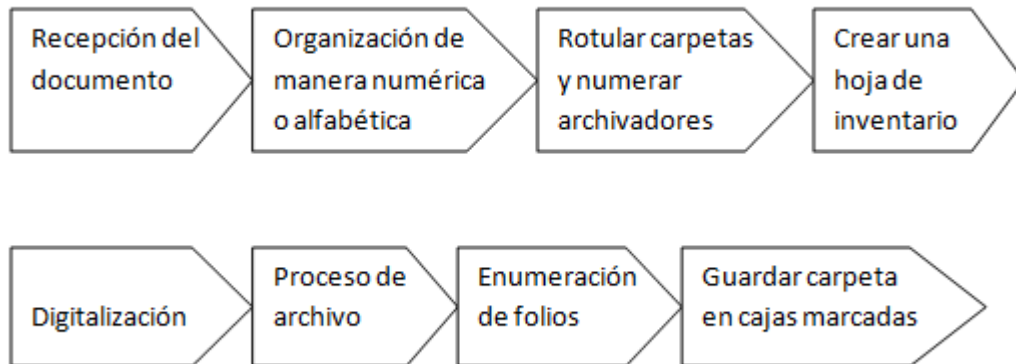 Recepción del
documento
Organización de
manera numérica
o alfabética
Rotular carpetas
y numerar
archivadores
Crear una
hoja de
inventario
Digitalización
Proceso de
archivo
Enumeración
de folios
Guardar carpeta
en cajas marcadas